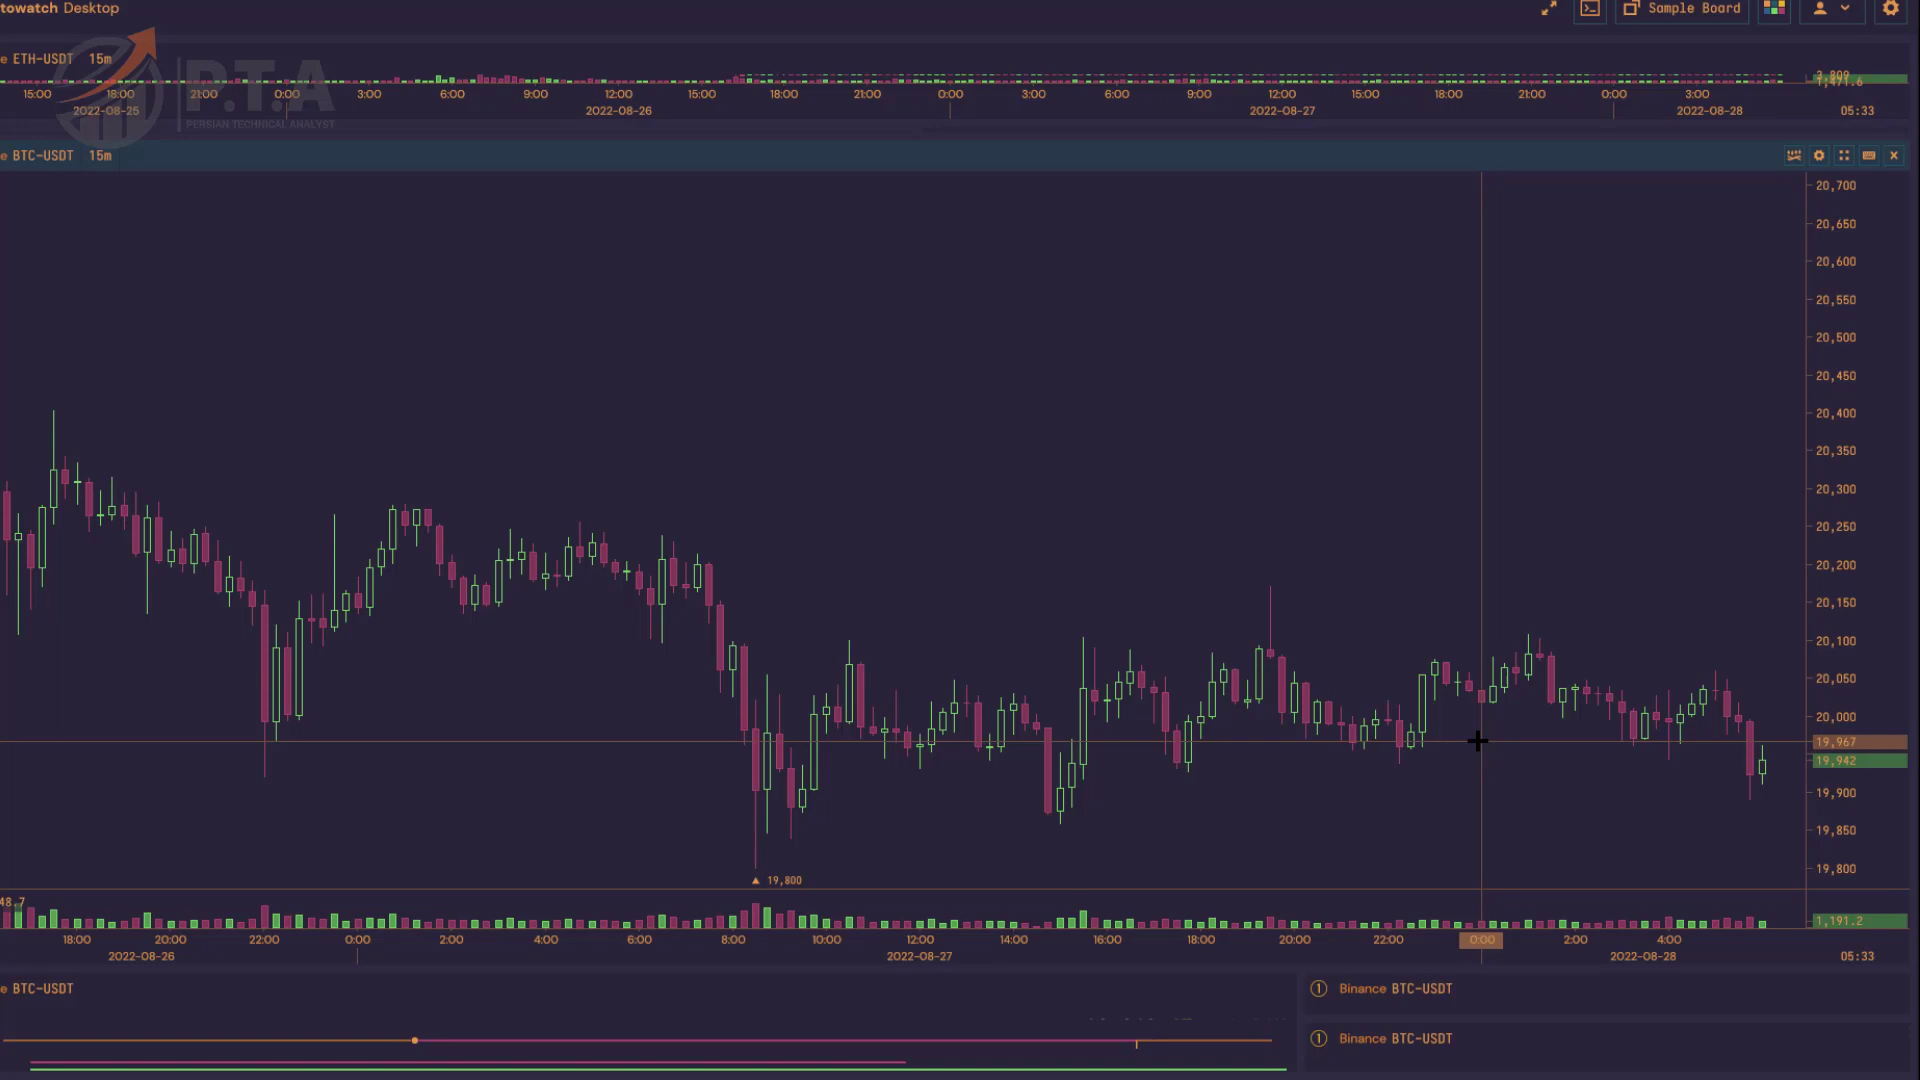 towatch Desktop
Sample Board
e ETH-USDT 15m
15:00 18:00 21:00 0:00 3:00 6:00 9:00 12:00 15:00 18:00 21:00 0:00 3:00 6:00 9:00 12:00 15:00 18:00 21:00 0:00 3:00
2022-08-25 2022-08-26 2022-08-27 2022-08-28 05:33
P.T.A
PERSIAN TECHNICAL ANALYST
e BTC-USDT 15m
20,700
20,650
20,600
20,550
20,500
20,450
20,400
20,350
20,300
20,250
20,200
20,150
20,100
20,050
20,000
19,967
19,942
19,900
19,850
19,800
19,800
48.7
1,191.2
18:00 20:00 22:00 0:00 2:00 4:00 6:00 8:00 10:00 12:00 14:00 16:00 18:00 20:00 22:00 0:00 2:00 4:00
2022-08-26 2022-08-27 2022-08-28 05:33
e BTC-USDT
1 Binance BTC-USDT
1 Binance BTC-USDT